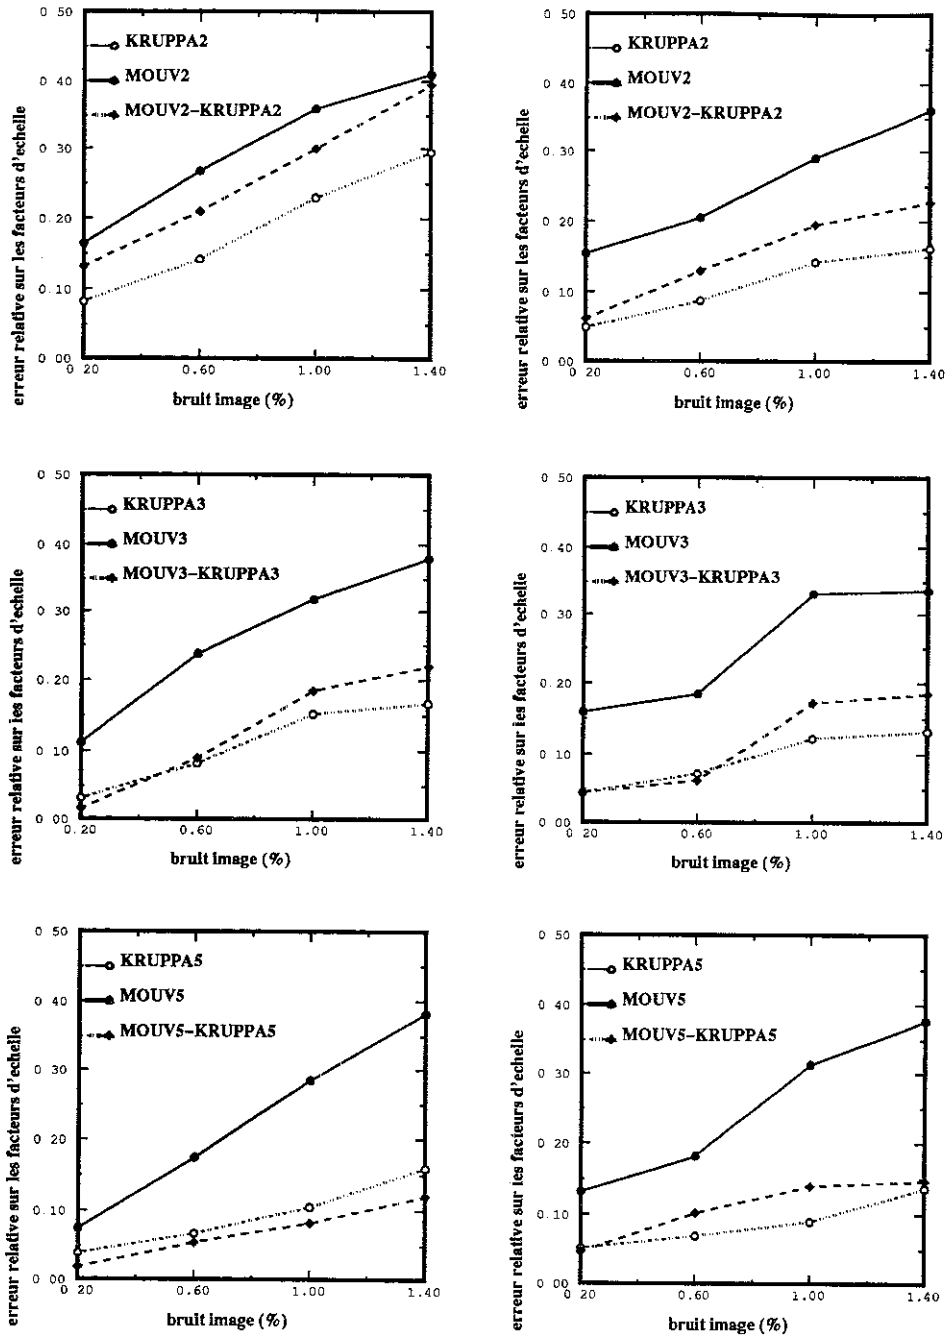 0 50
KRUPPA2
0 40
MOUV2
MOUV2-KRUPPA2
0 30
0 20
0 10
0 00
0 20
0.60
1.00
1.40
erreur relative sur les facteurs d'echelle
bruit image (%)
0 50
KRUPPA2
0 40
MOUV2
MOUV2-KRUPPA2
0 30
0 20
0 10
0 00
0 20
0.60
1.00
1.40
erreur relative sur les facteurs d'echelle
bruit image (%)
0 50
KRUPPA3
0 40
MOUV3
MOUV3-KRUPPA3
0 30
0 20
0 10
0 00
0.20
0.60
1.00
1.40
erreur relative sur les facteurs d'echelle
bruit image (%)
0 50
KRUPPA3
0 40
MOUV3
MOUV3-KRUPPA3
0 30
0 20
0 10
0 00
0 20
0.60
1.00
1.40
erreur relative sur les facteurs d'echelle
bruit image (%)
0 50
KRUPPA5
0 40
MOUV5
MOUV5-KRUPPA5
0 30
0 20
0 10
0 00
0 20
0.60
1.00
1.40
erreur relative sur les facteurs d'echelle
bruit image (%)
0 50
KRUPPA5
0 40
MOUV5
MOUV5-KRUPPA5
0 30
0 20
0 10
0 00
0 20
0.60
1.00
1.40
erreur relative sur les facteurs d'echelle
bruit image (%)